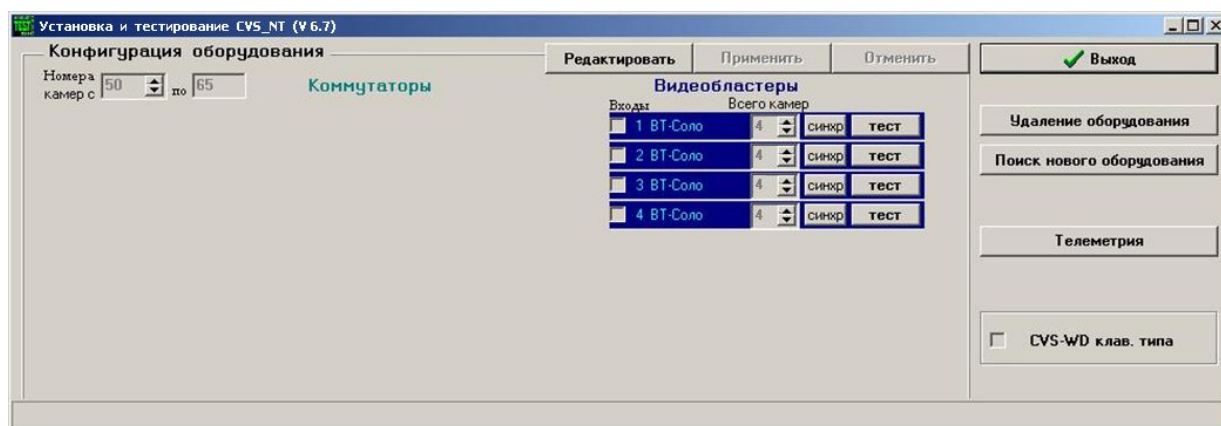 Установка и тестирование CVS_NT (V 6.7)
Конфигурация оборудования
Редактировать Применить Отменить
Выход
Номера камер с 50 по 65
Коммутаторы
Видеобластеры
Входы Всего камер
1 BT-Соло 4 синхр тест
2 BT-Соло 4 синхр тест
3 BT-Соло 4 синхр тест
4 BT-Соло 4 синхр тест
Удаление оборудования
Поиск нового оборудования
Телеметрия
CVS-WD клав. типа